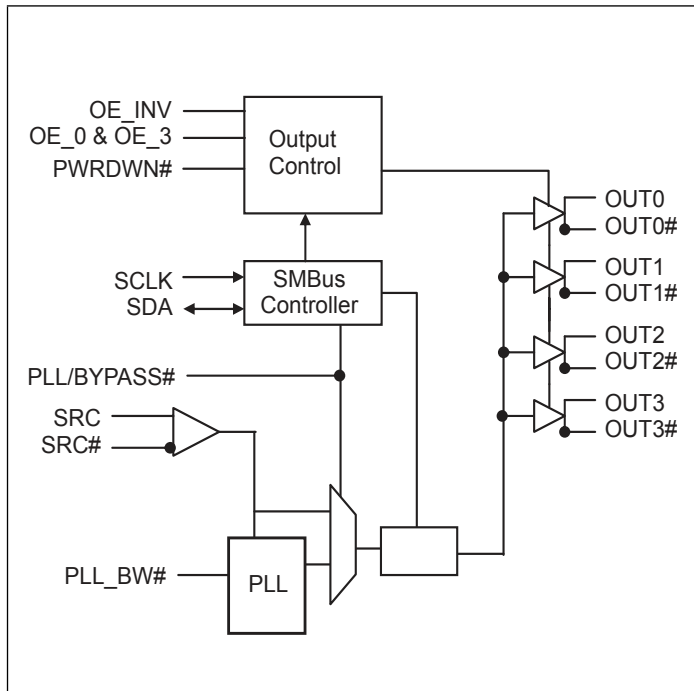 OE_INV
OE_0 & OE_3
PWRDWN#
Output
Control
OUT0
OUT0#
OUT1
OUT1#
OUT2
OUT2#
OUT3
OUT3#
SCLK
SDA
SMBus
Controller
PLL/BYPASS#
SRC
SRC#
PLL_BW#
PLL